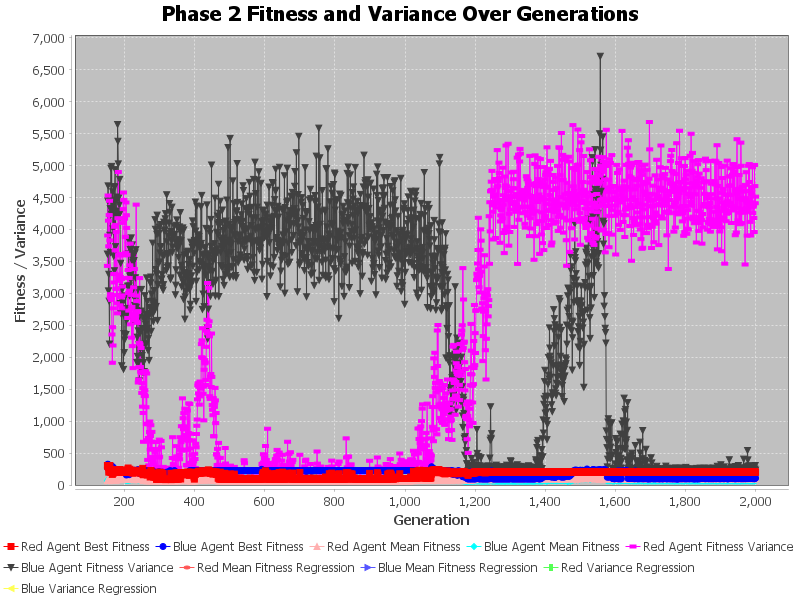 Phase 2 Fitness and Variance Over Generations
7,000
6,500
6,000
5,500
5,000
4,500
4,000
3,500
3,000
2,500
2,000
1,500
1,000
500
0
Fitness / Variance
200 400 600 800 1,000 1,200 1,400 1,600 1,800 2,000
Generation
Red Agent Best Fitness Blue Agent Best Fitness Red Agent Mean Fitness Blue Agent Mean Fitness Red Agent Fitness Variance
Blue Agent Fitness Variance Red Mean Fitness Regression Blue Mean Fitness Regression Red Variance Regression
Blue Variance Regression